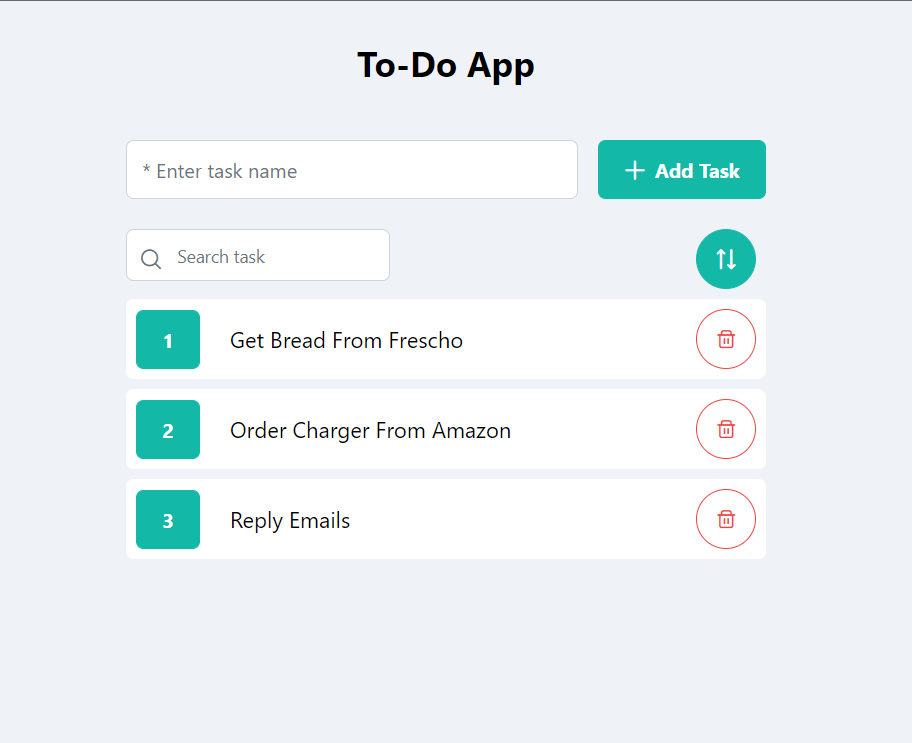 To-Do App
* Enter task name
Add Task
Search task
1 Get Bread From Frescho
2 Order Charger From Amazon
3 Reply Emails